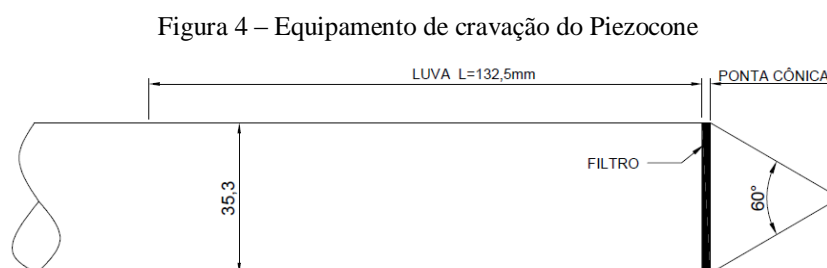 Figura 4 – Equipamento de cravação do Piezocone
LUVA L=132,5mm
PONTA CÔNICA
FILTRO
35,3
60°